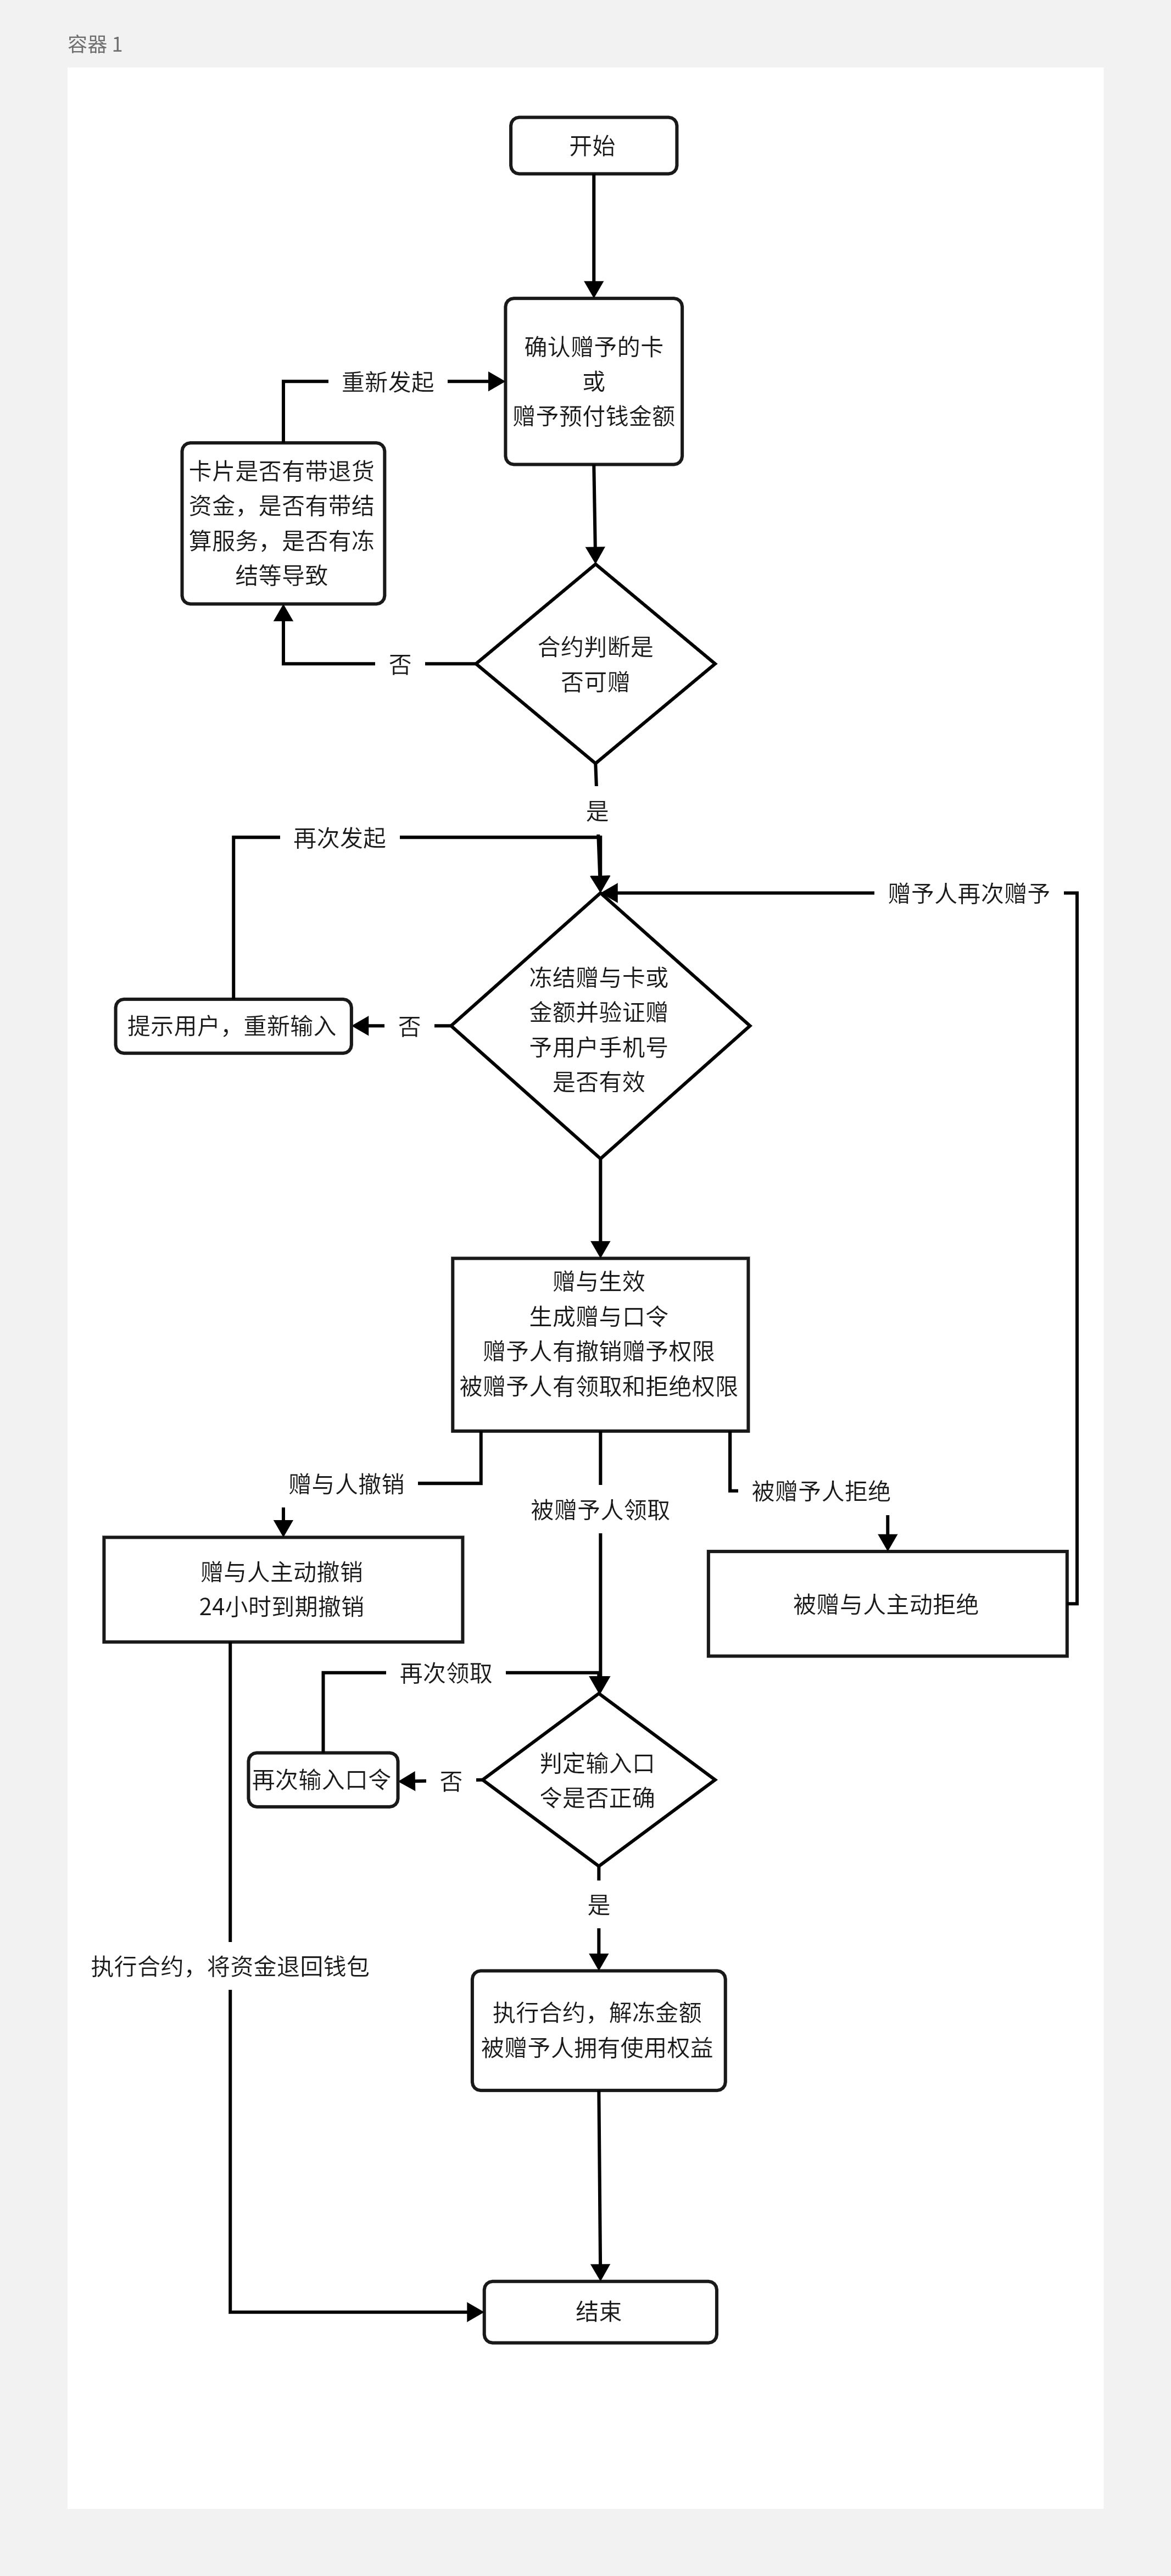 容器 1
开始
确认赠予的卡
或
赠予预付钱金额
重新发起
卡片是否有带退货
资金，是否有带结
算服务，是否有冻
结等导致
合约判断是
否可赠
否
是
再次发起
赠予人再次赠予
冻结赠与卡或
金额并验证赠
予用户手机号
是否有效
否
提示用户，重新输入
赠与生效
生成赠与口令
赠予人有撤销赠予权限
被赠予人有领取和拒绝权限
赠与人撤销
被赠予人领取
被赠予人拒绝
赠与人主动撤销
24小时到期撤销
被赠与人主动拒绝
再次领取
判定输入口
令是否正确
否
再次输入口令
是
执行合约，将资金退回钱包
执行合约，解冻金额
被赠予人拥有使用权益
结束